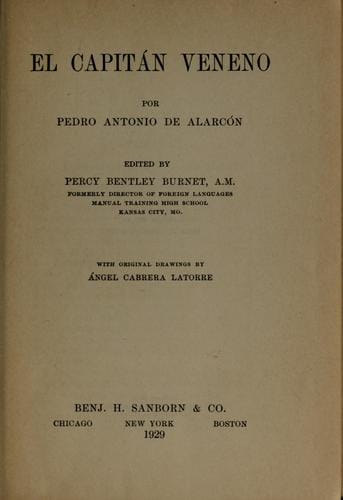 EL CAPITÁN VENENO
POR
PEDRO ANTONIO DE ALARCÓN
EDITED BY
PERCY BENTLEY BURNET, A.M.
FORMERLY DIRECTOR OF FOREIGN LANGUAGES
MANUAL TRAINING HIGH SCHOOL
KANSAS CITY, MO.
WITH ORIGINAL DRAWINGS BY
ÁNGEL CABRERA LATORRE
BENJ. H. SANBORN & CO.
CHICAGO NEW YORK BOSTON
1929